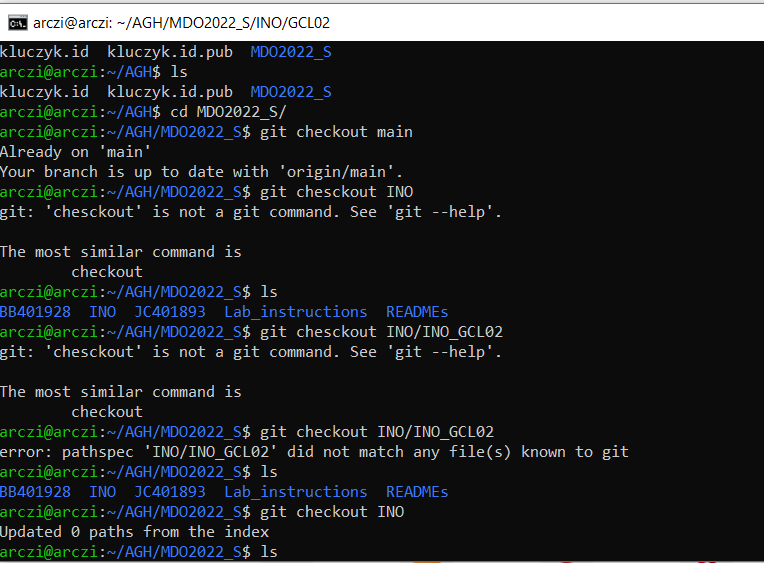 arczi@arczi: ~/AGH/MDO2022_S/INO/GCL02
kluczyk.id  kluczyk.id.pub  MDO2022_S
arczi@arczi:~/AGH$ ls
kluczyk.id  kluczyk.id.pub  MDO2022_S
arczi@arczi:~/AGH$ cd MDO2022_S/
arczi@arczi:~/AGH/MDO2022_S$ git checkout main
Already on 'main'
Your branch is up to date with 'origin/main'.
arczi@arczi:~/AGH/MDO2022_S$ git chesckout INO
git: 'chesckout' is not a git command. See 'git --help'.

The most similar command is
        checkout
arczi@arczi:~/AGH/MDO2022_S$ ls
BB401928  INO  JC401893  Lab_instructions  READMEs
arczi@arczi:~/AGH/MDO2022_S$ git chesckout INO/INO_GCL02
git: 'chesckout' is not a git command. See 'git --help'.

The most similar command is
        checkout
arczi@arczi:~/AGH/MDO2022_S$ git checkout INO/INO_GCL02
error: pathspec 'INO/INO_GCL02' did not match any file(s) known to git
arczi@arczi:~/AGH/MDO2022_S$ ls
BB401928  INO  JC401893  Lab_instructions  READMEs
arczi@arczi:~/AGH/MDO2022_S$ git checkout INO
Updated 0 paths from the index
arczi@arczi:~/AGH/MDO2022_S$ ls